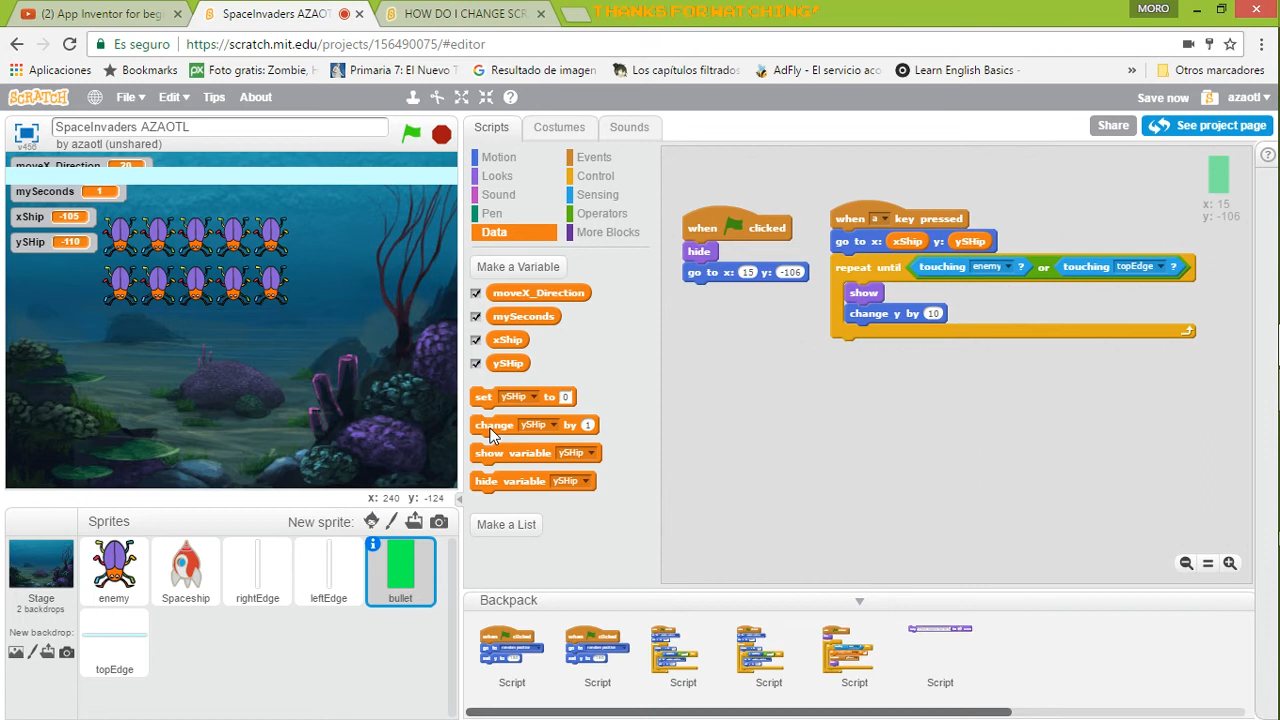 THANKS FOR WATCHING!
(2) App Inventor for begi
SpaceInvaders AZAOTL
HOW DO I CHANGE SCR
MORO
Es seguro
https://scratch.mit.edu/projects/156490075/#editor
Aplicaciones
Bookmarks
Foto gratis: Zombie, H
Primaria 7: El Nuevo T
Resultado de imagen
Los capítulos filtrados
AdFly - El servicio aco
Learn English Basics -
»
Otros marcadores
SCRATCH
File
Edit
Tips
About
Save now
azaotl
v456
SpaceInvaders AZAOTL
by azaotl (unshared)
Scripts
Costumes
Sounds
Share
See project page
moveX_Direction 20
mySeconds 1
xShip -105
ySHip -110
Motion
Looks
Sound
Pen
Data
Events
Control
Sensing
Operators
More Blocks
Make a Variable
moveX_Direction
mySeconds
xShip
ySHip
set ySHip to 0
change ySHip by 1
show variable ySHip
hide variable ySHip
Make a List
when clicked
hide
go to x: 15 y: -106
when a key pressed
go to x: xShip y: ySHip
repeat until touching enemy ? or touching topEdge ?
show
change y by 10
x: 15
y: -106
x: 240 y: -124
Sprites
New sprite:
Stage
2 backdrops
New backdrop:
enemy
Spaceship
rightEdge
leftEdge
bullet
topEdge
Backpack
Script
Script
Script
Script
Script
Script